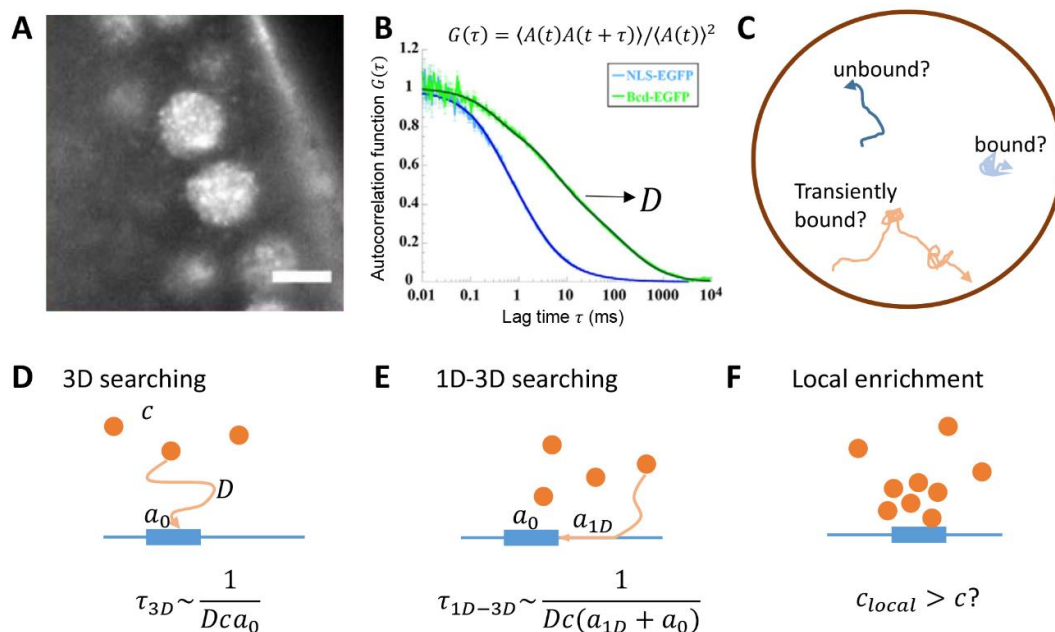 A
B
G(τ) = ⟨A(t)A(t + τ)⟩/⟨A(t)⟩²
Autocorrelation function G(τ)
1.2
1
0.8
0.6
0.4
0.2
0
NLS-EGFP
Bcd-EGFP
D
0.01 0.1 1 10 100 1000 10⁴
Lag time τ (ms)
C
unbound?
bound?
Transiently
bound?
D 3D searching
c
D
a₀
τ₃D~ 1/(Dca₀)
E 1D-3D searching
a₀ a₁D
τ₁D₋₃D~ 1/(Dc(a₁D + a₀))
F Local enrichment
c_local > c?